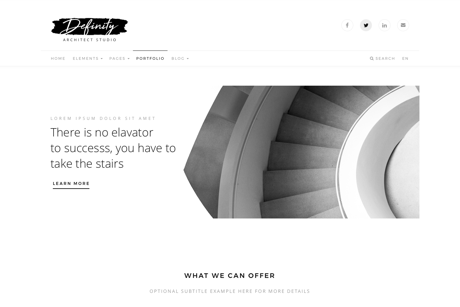 Definity
ARCHITECT STUDIO
HOME ELEMENTS PAGES PORTFOLIO BLOG SEARCH EN
LOREM IPSUM DOLOR SIT AMET
There is no elavator
to successs, you have to
take the stairs
LEARN MORE
WHAT WE CAN OFFER
OPTIONAL SUBTITLE EXAMPLE HERE FOR MORE DETAILS